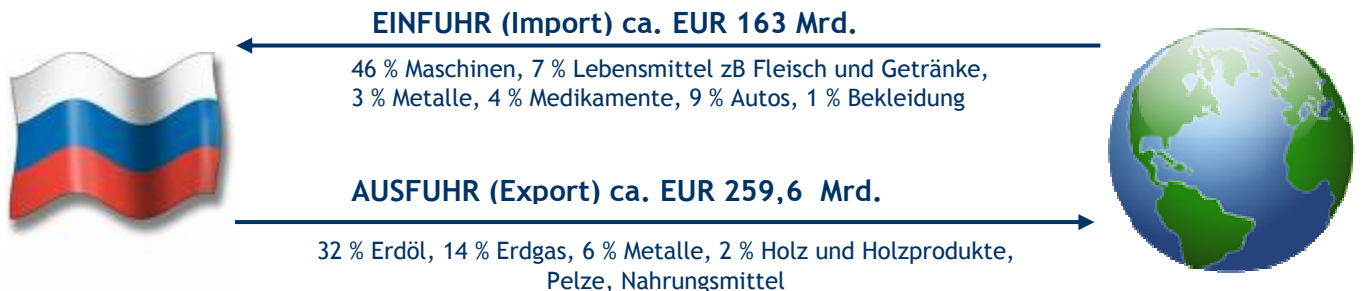 EINFUHR (Import) ca. EUR 163 Mrd.
46 % Maschinen, 7 % Lebensmittel zB Fleisch und Getränke,
3 % Metalle, 4 % Medikamente, 9 % Autos, 1 % Bekleidung
AUSFUHR (Export) ca. EUR 259,6 Mrd.
32 % Erdöl, 14 % Erdgas, 6 % Metalle, 2 % Holz und Holzprodukte,
Pelze, Nahrungsmittel